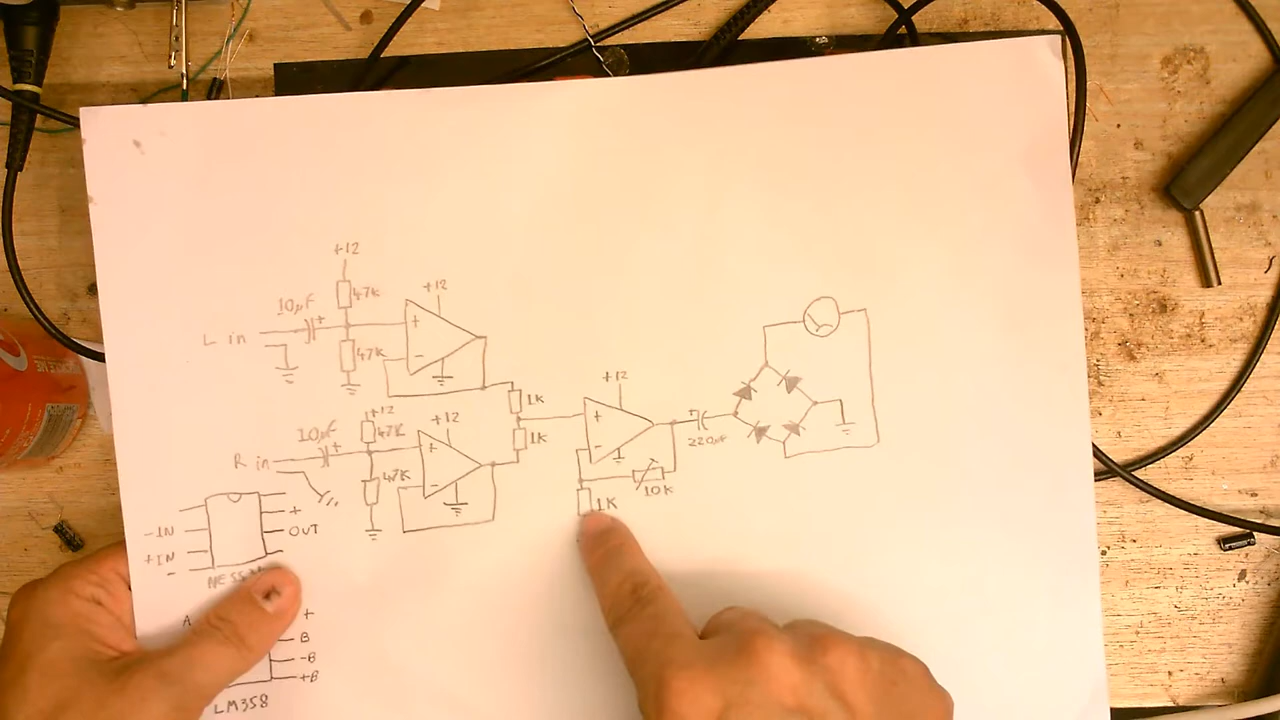 +12
10µF
47K
+12
L in
+
-
47K
1K
+12
+12
47K
+12
10µF
+
-
1K
R in
+
-
+
220µF
47K
10K
1K
-IN
+
OUT
+IN
-
A
+
B
-B
+B
LM358